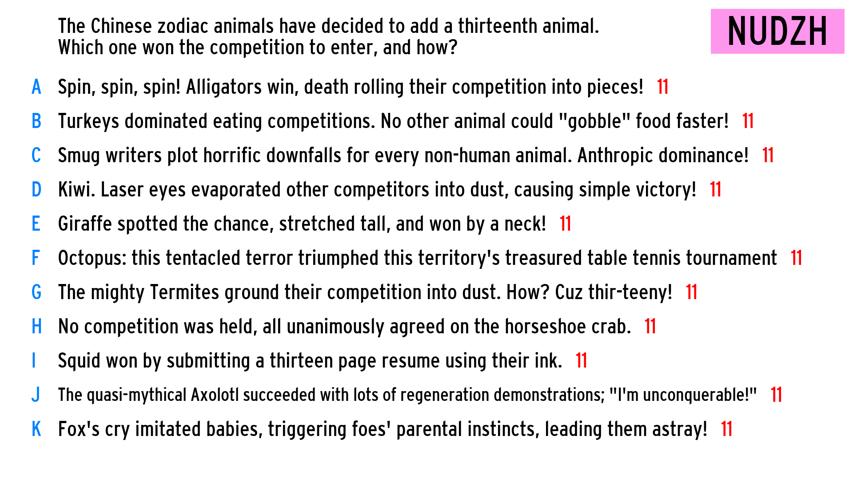 The Chinese zodiac animals have decided to add a thirteenth animal.
Which one won the competition to enter, and how?
NUDZH
A Spin, spin, spin! Alligators win, death rolling their competition into pieces! 11
B Turkeys dominated eating competitions. No other animal could "gobble" food faster! 11
C Smug writers plot horrific downfalls for every non-human animal. Anthropic dominance! 11
D Kiwi. Laser eyes evaporated other competitors into dust, causing simple victory! 11
E Giraffe spotted the chance, stretched tall, and won by a neck! 11
F Octopus: this tentacled terror triumphed this territory's treasured table tennis tournament 11
G The mighty Termites ground their competition into dust. How? Cuz thir-teeny! 11
H No competition was held, all unanimously agreed on the horseshoe crab. 11
I Squid won by submitting a thirteen page resume using their ink. 11
J The quasi-mythical Axolotl succeeded with lots of regeneration demonstrations; "I'm unconquerable!" 11
K Fox's cry imitated babies, triggering foes' parental instincts, leading them astray! 11